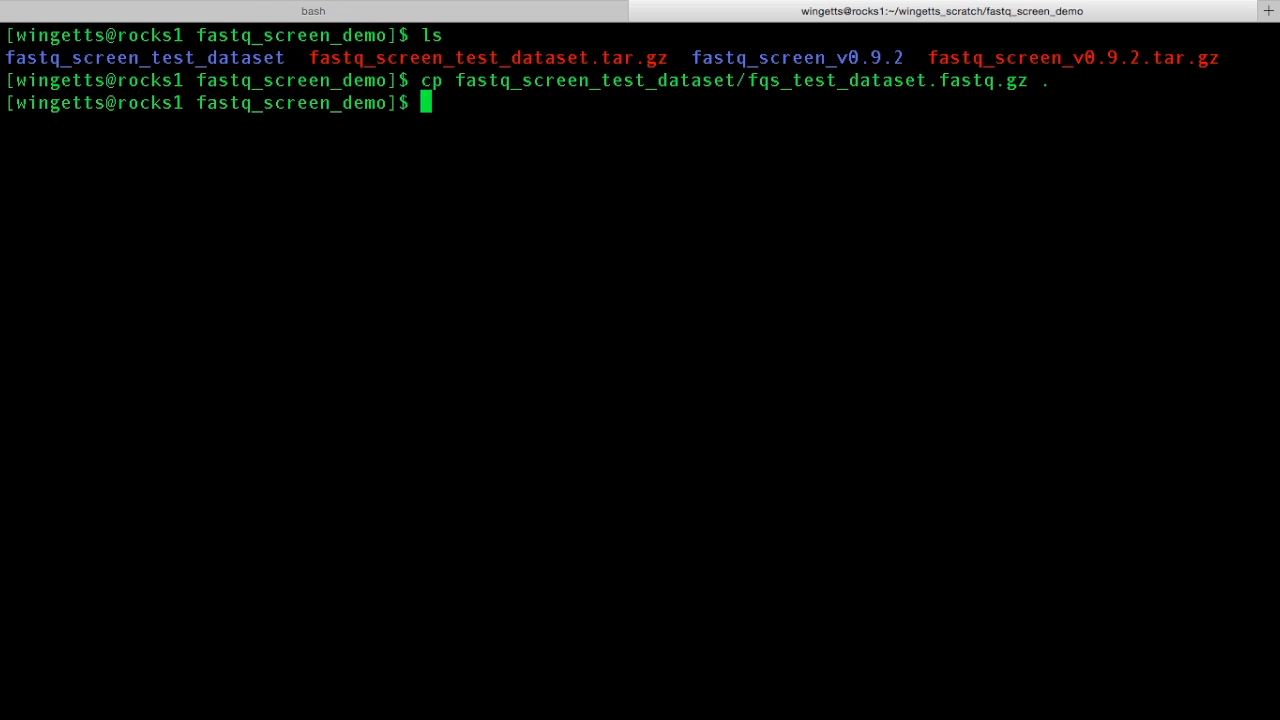 bash
wingetts@rocks1:~/wingetts_scratch/fastq_screen_demo
+
[wingetts@rocks1 fastq_screen_demo]$ ls
fastq_screen_test_dataset fastq_screen_test_dataset.tar.gz fastq_screen_v0.9.2 fastq_screen_v0.9.2.tar.gz
[wingetts@rocks1 fastq_screen_demo]$ cp fastq_screen_test_dataset/fqs_test_dataset.fastq.gz .
[wingetts@rocks1 fastq_screen_demo]$